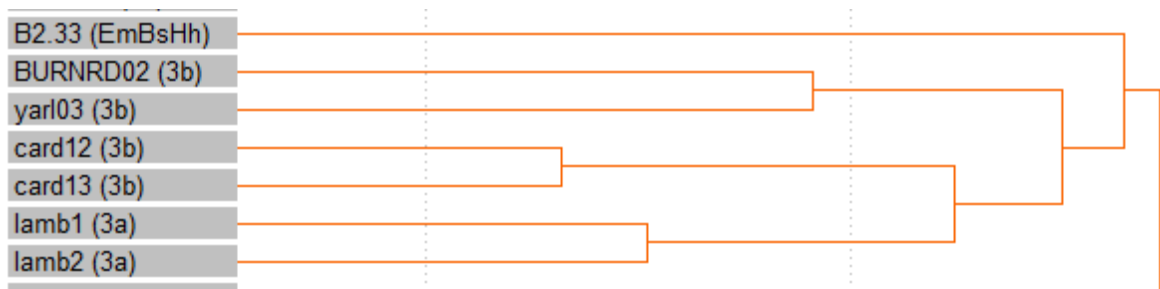 B2.33 (EmBsHh)
BURNRD02 (3b)
yarl03 (3b)
card12 (3b)
card13 (3b)
lamb1 (3a)
lamb2 (3a)